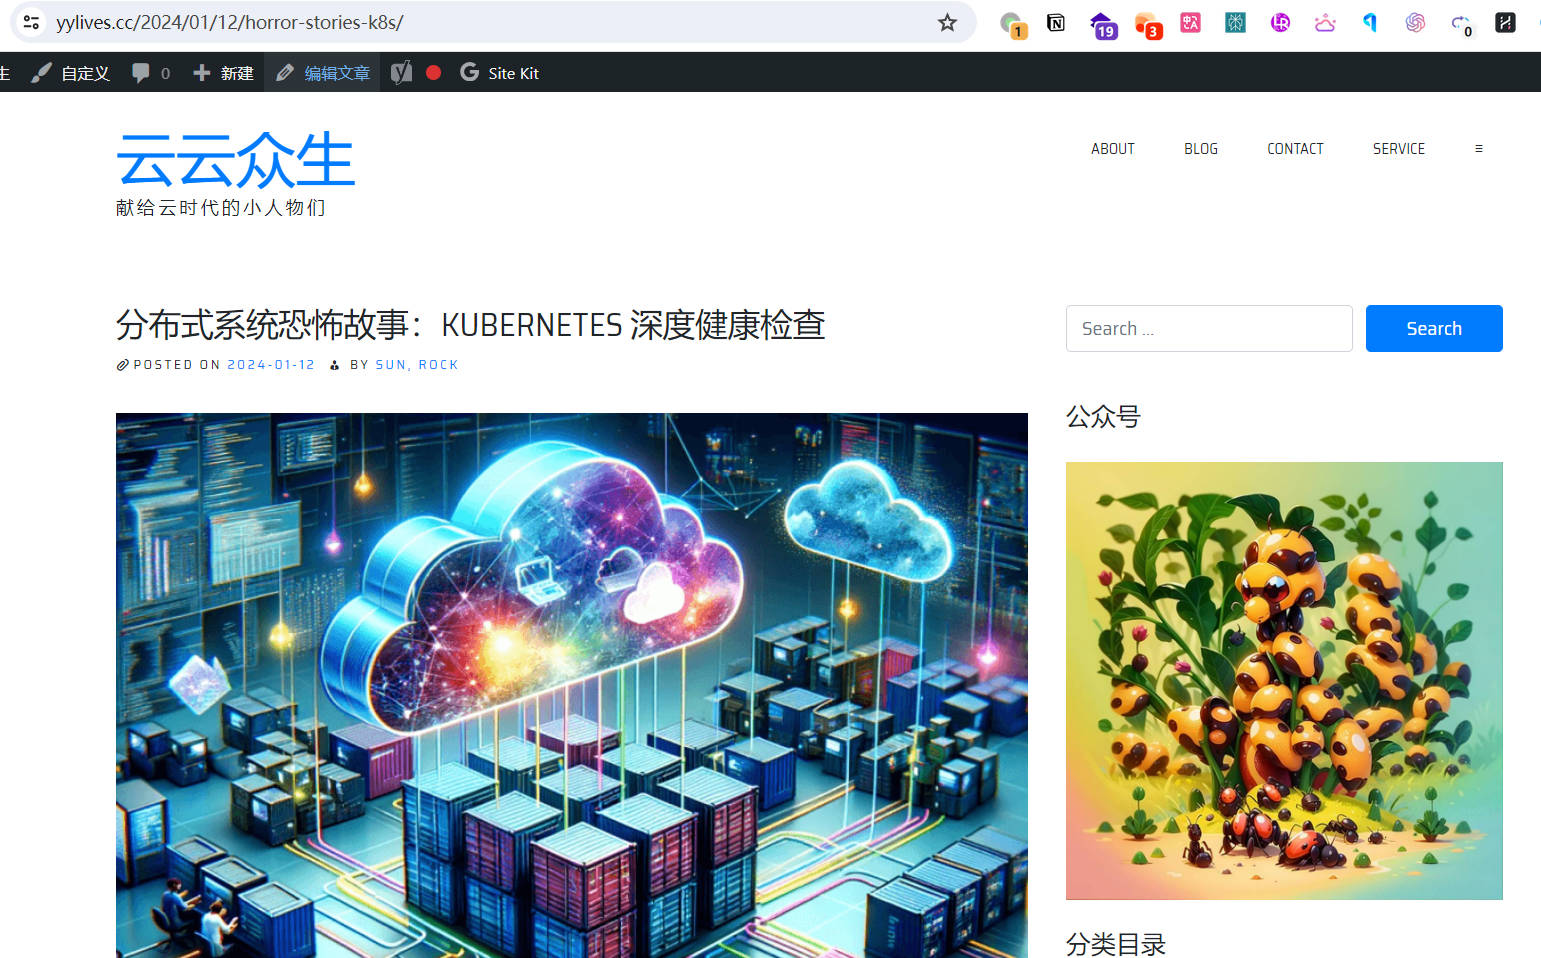 yylives.cc/2024/01/12/horror-stories-k8s/
1
19
3
0
生 自定义 0 新建 编辑文章 Site Kit
云云众生
献给云时代的小人物们
ABOUT BLOG CONTACT SERVICE ≡
分布式系统恐怖故事：KUBERNETES 深度健康检查
POSTED ON 2024-01-12 BY SUN, ROCK
Search ...
Search
公众号
分类目录